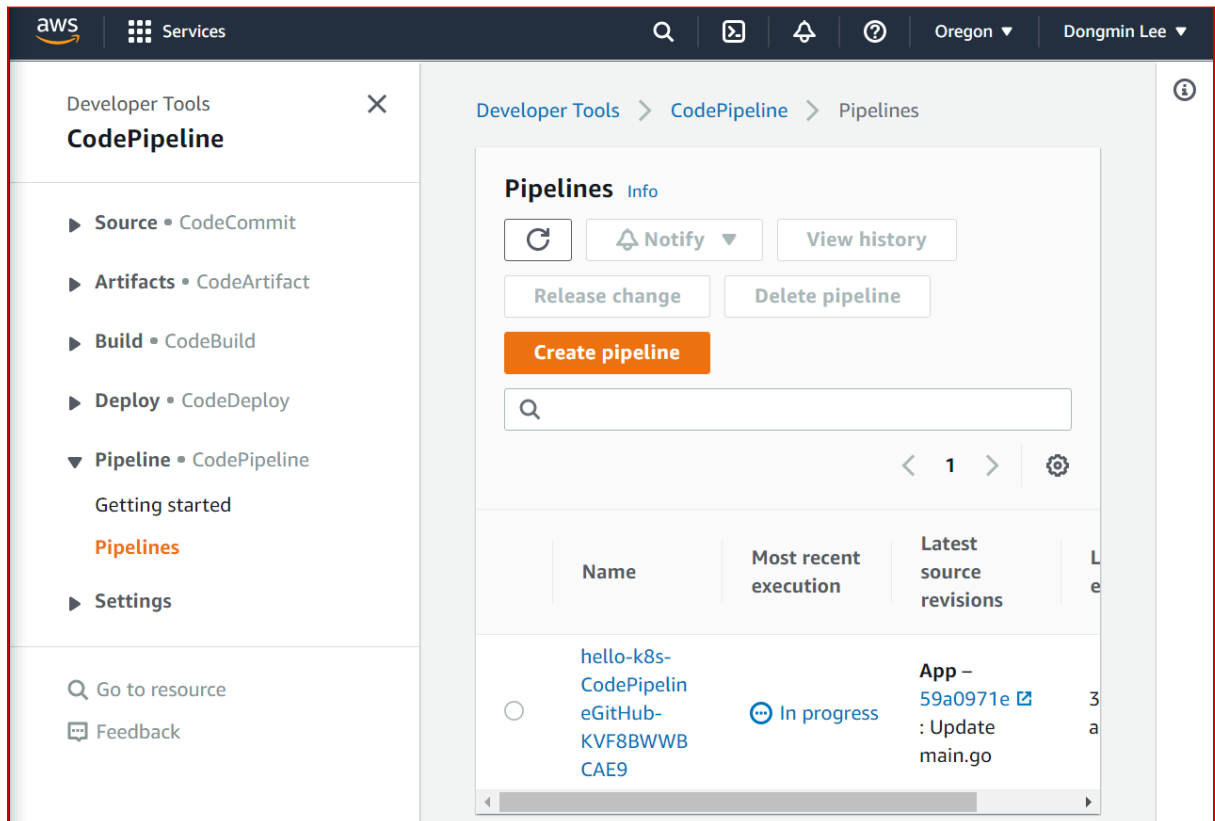 aws
Services
Oregon
Dongmin Lee
Developer Tools
CodePipeline
Source • CodeCommit
Artifacts • CodeArtifact
Build • CodeBuild
Deploy • CodeDeploy
Pipeline • CodePipeline
Getting started
Pipelines
Settings
Go to resource
Feedback
Developer Tools
CodePipeline
Pipelines
Pipelines Info
Notify
View history
Release change
Delete pipeline
Create pipeline
1
Name
Most recent
execution
Latest
source
revisions
hello-k8s-
CodePipelin
eGitHub-
KVF8BWWB
CAE9
In progress
App –
59a0971e
: Update
main.go